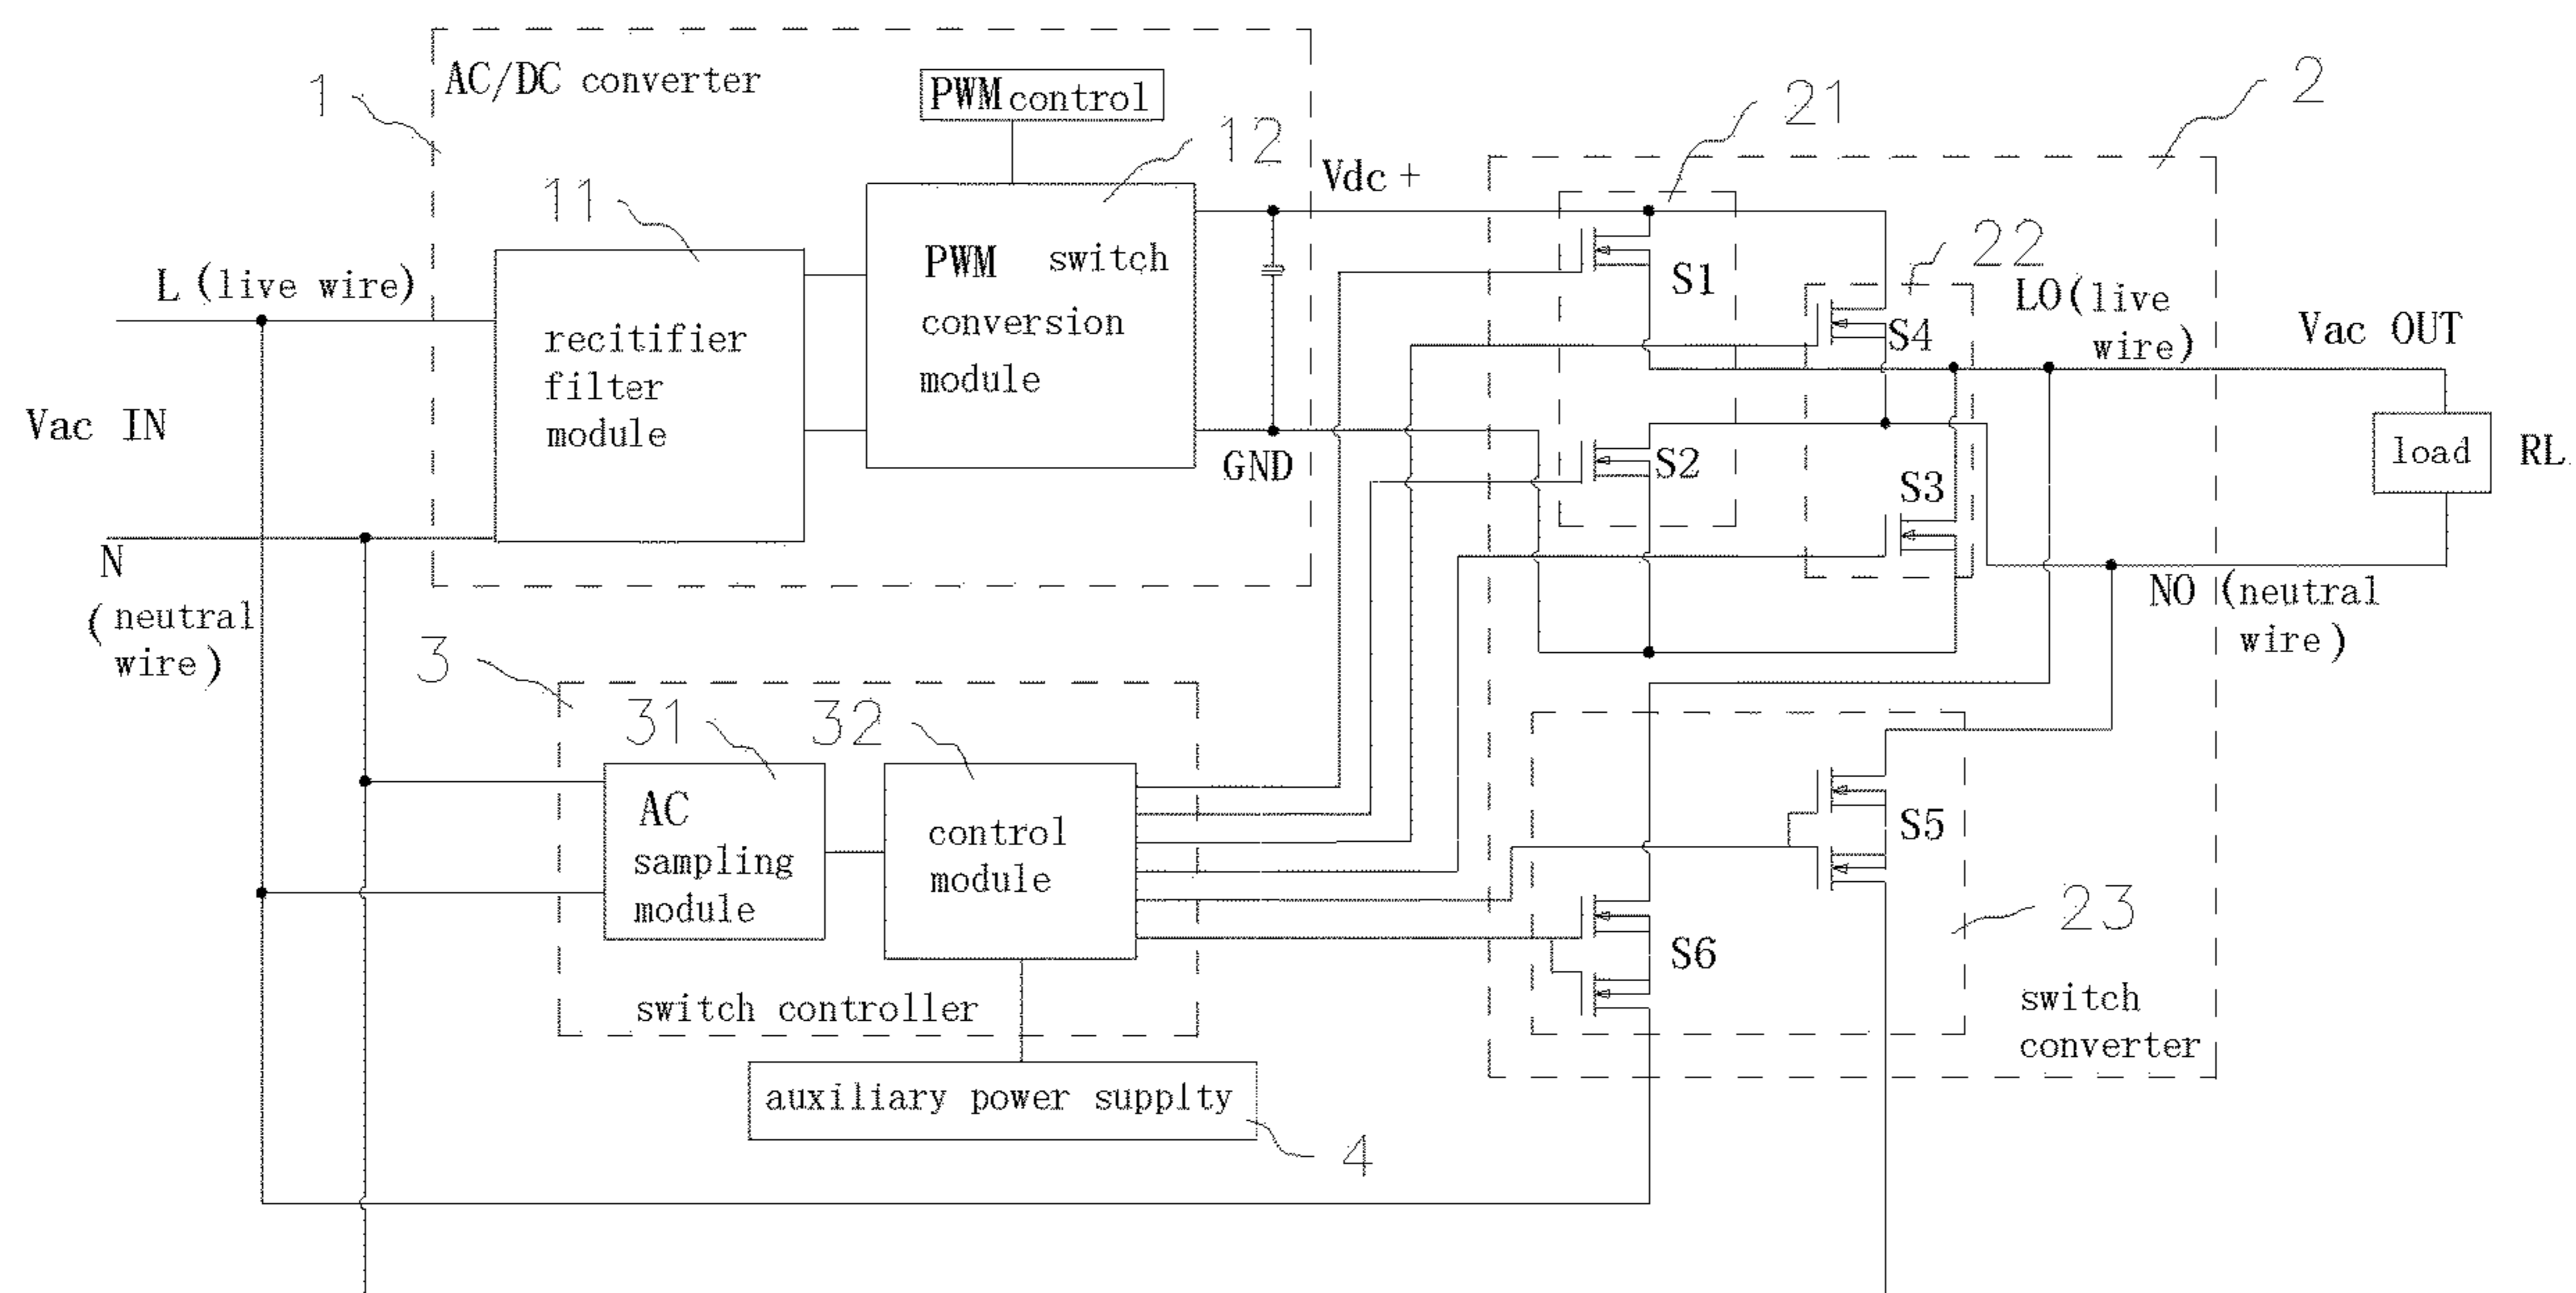 1
AC/DC converter
PWM control
12
11
L (live wire)
Vac IN
N
(neutral
wire)
recitifier
filter
module
PWM switch
conversion
module
Vdc +
GND
21
2
22
S1
S4
LO(live
wire)
Vac OUT
S2
S3
load
RL
NO (neutral
wire)
3
31
32
AC
sampling
module
control
module
switch controller
auxiliary power supplty
4
S5
S6
23
switch
converter